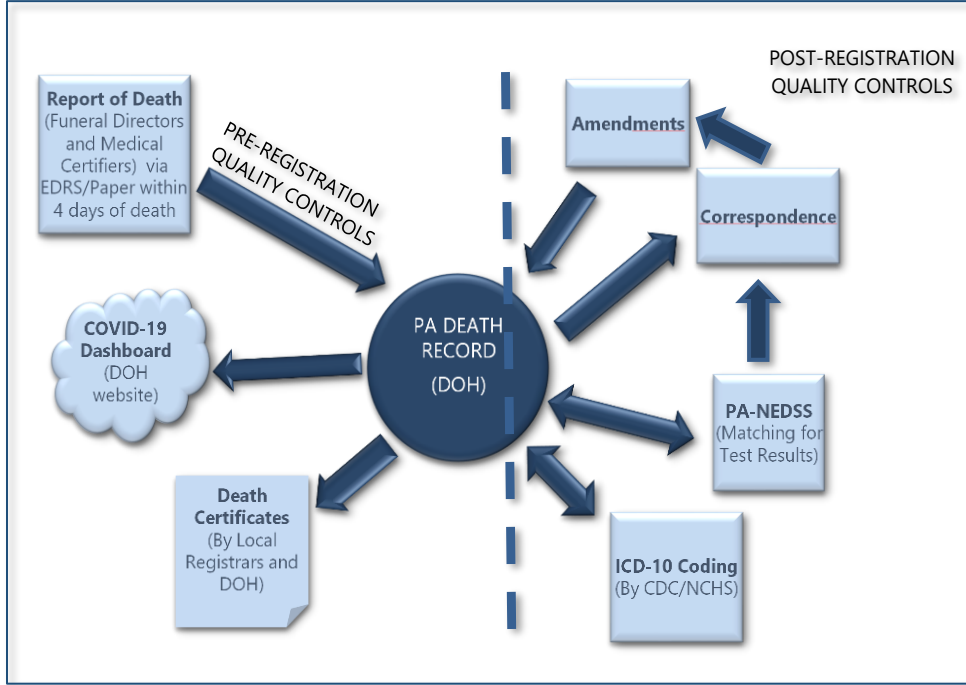 POST-REGISTRATION
QUALITY CONTROLS
Report of Death
(Funeral Directors
and Medical
Certifiers) via
EDRS/Paper within
4 days of death
PRE-REGISTRATION
QUALITY CONTROLS
Amendments
Correspondence
PA DEATH
RECORD
(DOH)
COVID-19
Dashboard
(DOH
website)
PA-NEDSS
(Matching for
Test Results)
Death
Certificates
(By Local
Registrars and
DOH)
ICD-10 Coding
(By CDC/NCHS)